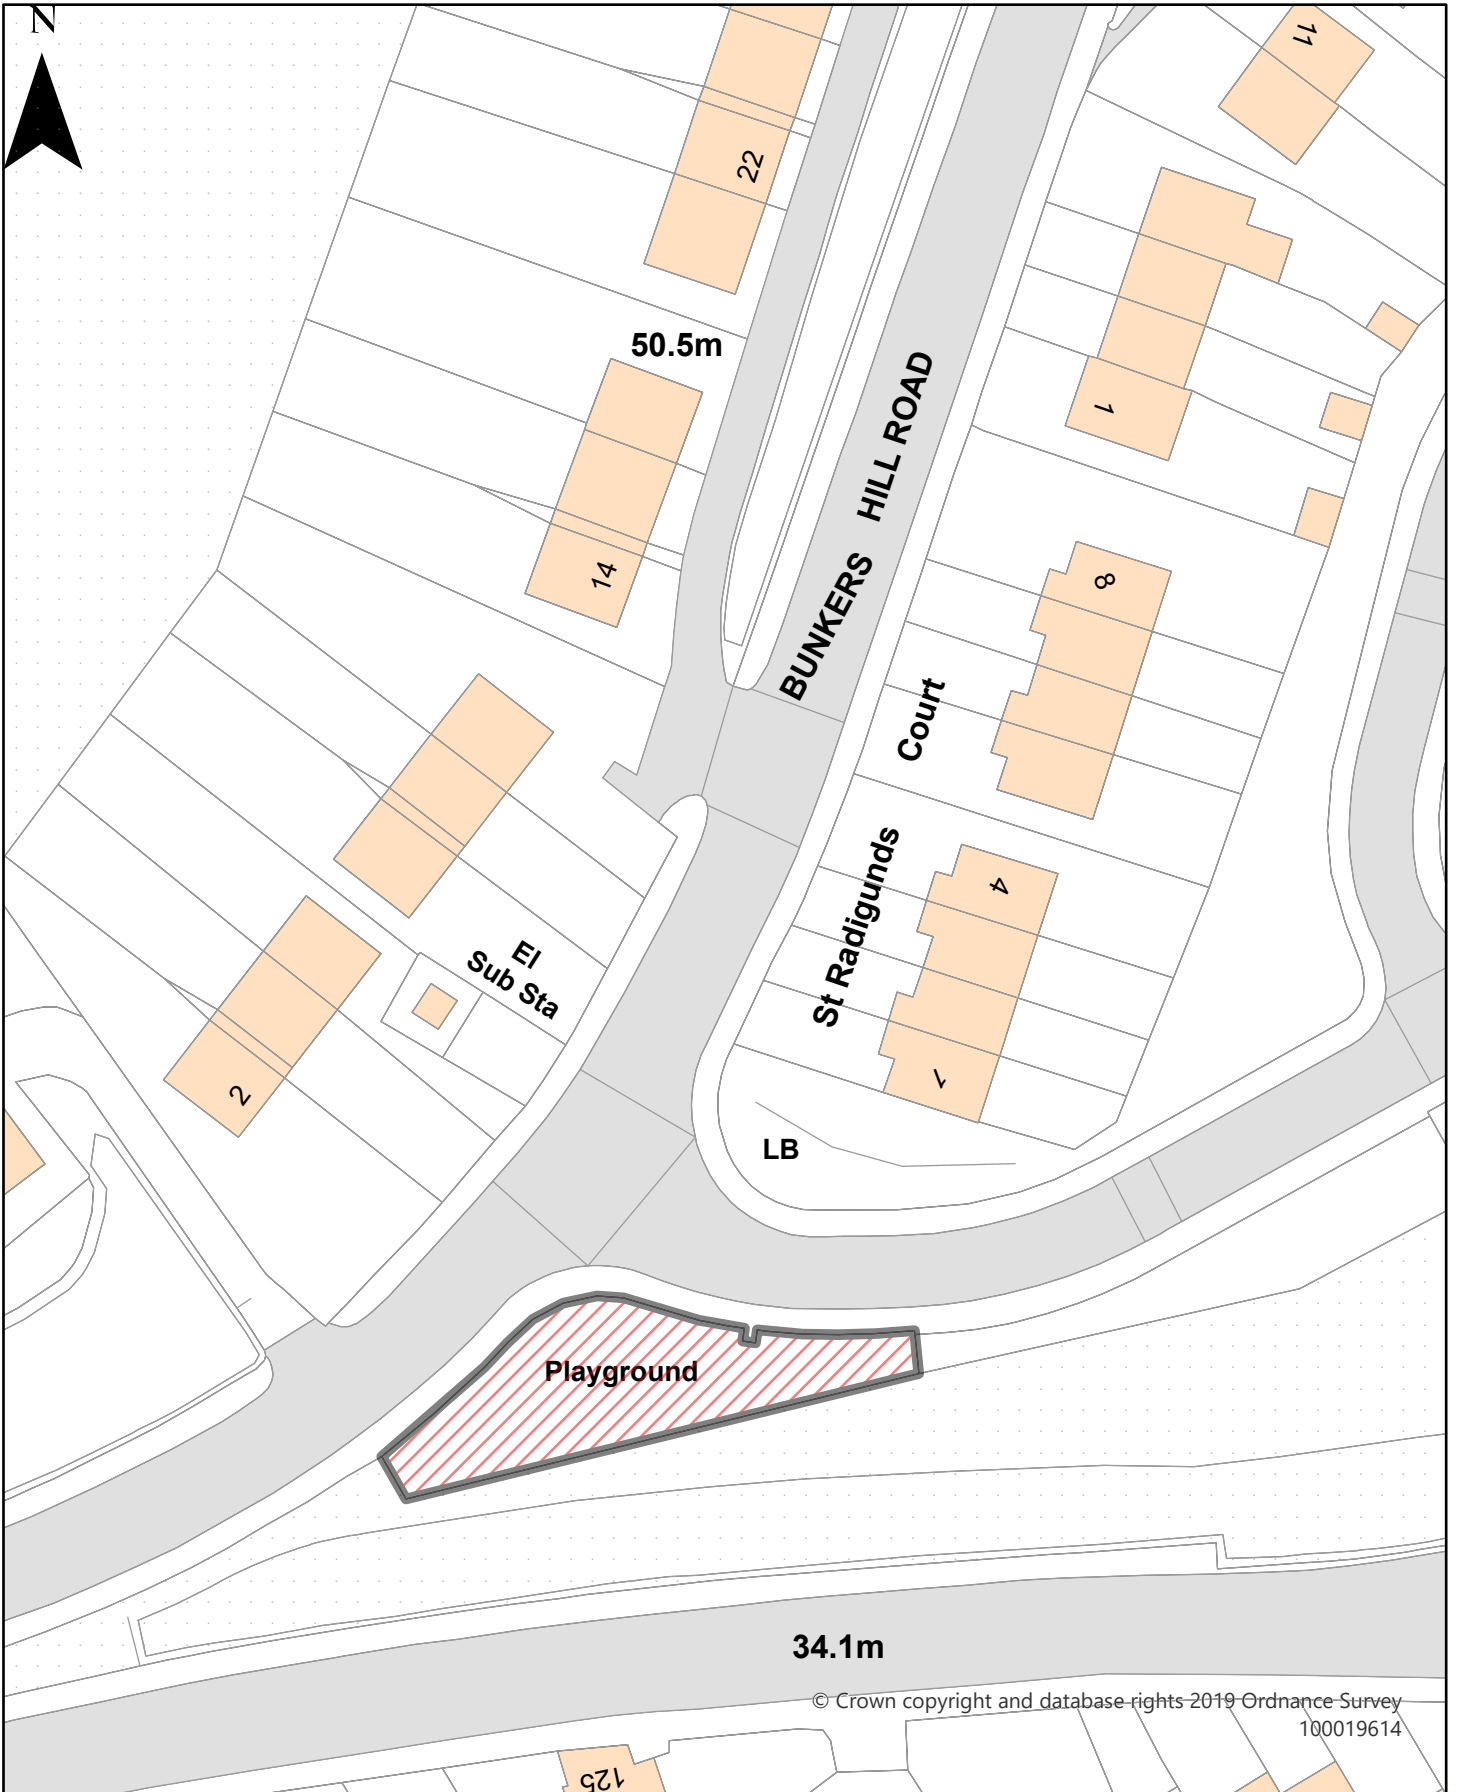 N
11
22
50.5m
BUNKERS HILL ROAD
1
14
8
Court
St Radigunds
4
El
Sub Sta
2
7
LB
Playground
34.1m
© Crown copyright and database rights 2019 Ordnance Survey
100019614
125